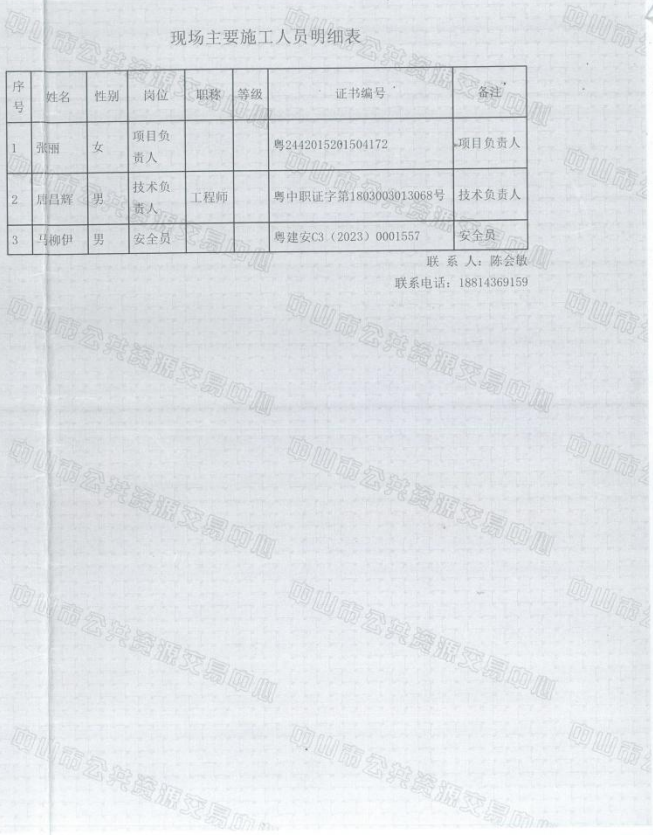 现场主要施工人员明细表
序号 姓名 性别 岗位 职称 等级 证书编号 备注
1 张丽 女 项目负责人 粤2442015201504172 项目负责人
2 唐昌辉 男 技术负责人 工程师 粤中职证字第1803003013068号 技术负责人
3 马柳伊 男 安全员 粤建安C3（2023）0001557 安全员
联 系 人：陈会敏
联系电话：18814369159
中山市公共资源交易中心